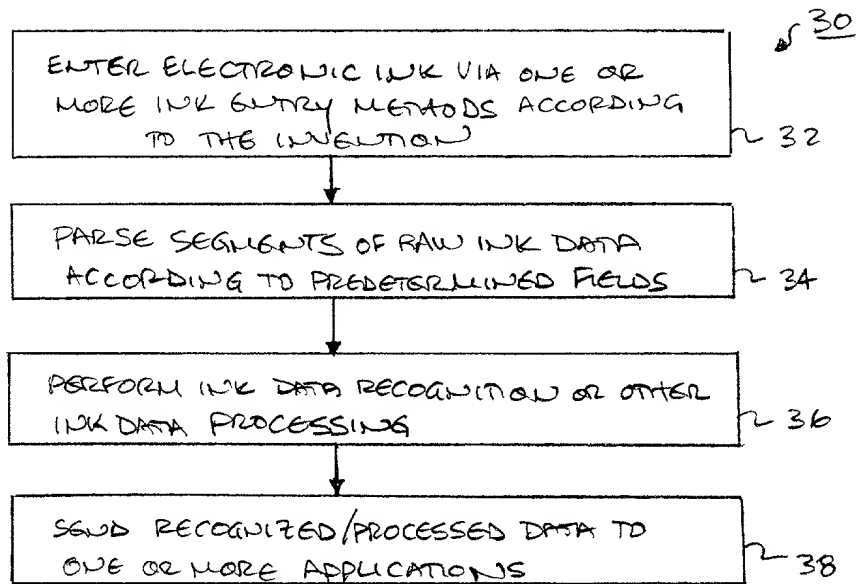 30
ENTER ELECTRONIC INK VIA ONE OR
MORE INK ENTRY METHODS ACCORDING
TO THE INVENTION
32
PARSE SEGMENTS OF RAW INK DATA
ACCORDING TO PREDETERMINED FIELDS
34
PERFORM INK DATA RECOGNITION OR OTHER
INK DATA PROCESSING
36
SEND RECOGNIZED/PROCESSED DATA TO
ONE OR MORE APPLICATIONS
38